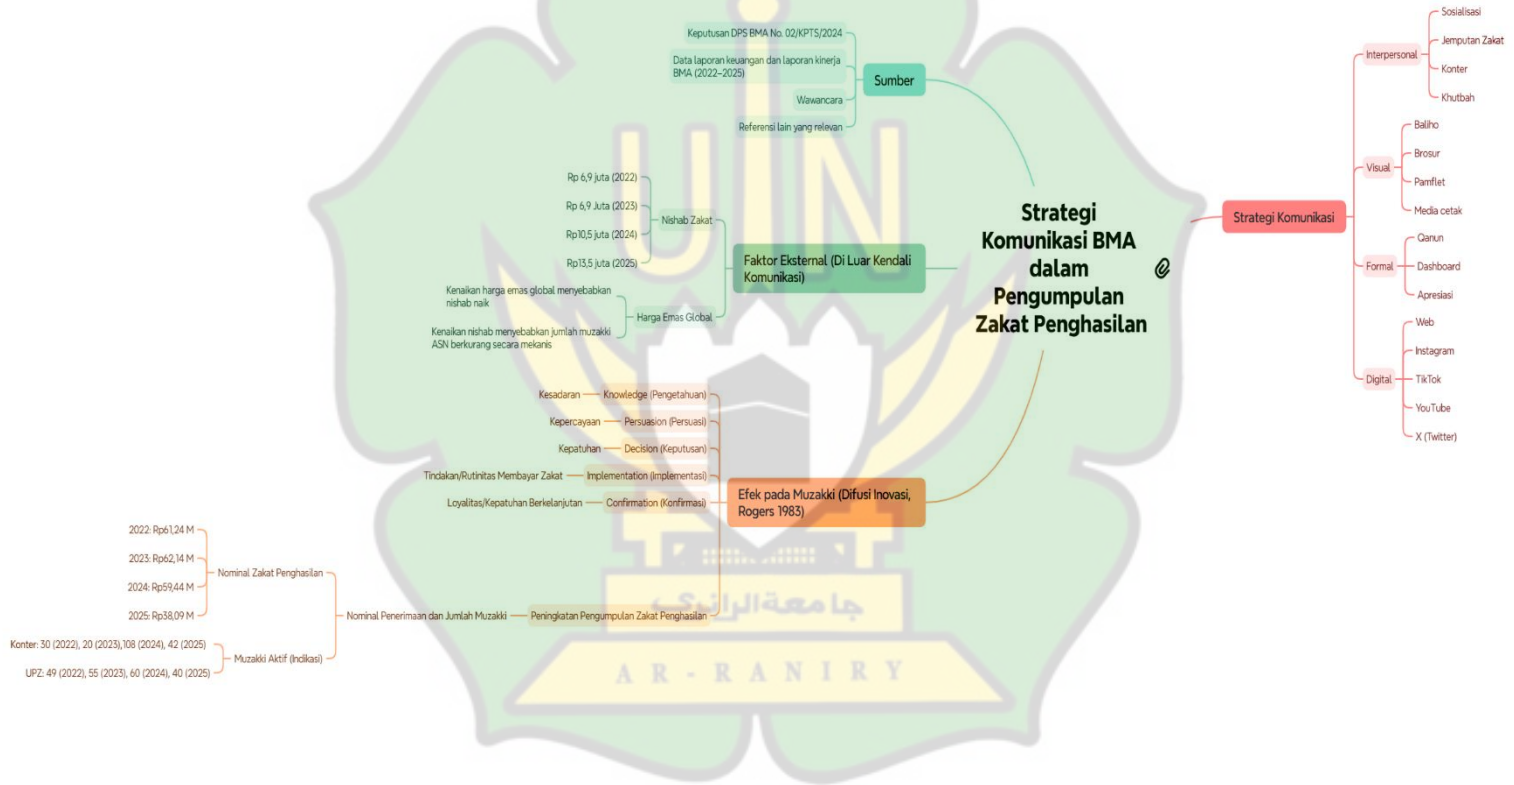 Strategi
Komunikasi BMA
dalam
Pengumpulan
Zakat Penghasilan
Sumber
Keputusan DPS BMA No. 02/KPTS/2024
Data laporan keuangan dan laporan kinerja
BMA (2022–2025)
Wawancara
Referensi lain yang relevan
Faktor Eksternal (Di Luar Kendali
Komunikasi)
Nishab Zakat
Rp 6,9 juta (2022)
Rp 6,9 Juta (2023)
Rp10,5 juta (2024)
Rp13,5 juta (2025)
Harga Emas Global
Kenaikan harga emas global menyebabkan
nishab naik
Kenaikan nishab menyebabkan jumlah muzakki
ASN berkurang secara mekanis
Efek pada Muzakki (Difusi Inovasi,
Rogers 1983)
Knowledge (Pengetahuan)
Kesadaran
Persuasion (Persuasi)
Kepercayaan
Decision (Keputusan)
Kepatuhan
Implementation (Implementasi)
Tindakan/Rutinitas Membayar Zakat
Confirmation (Konfirmasi)
Loyalitas/Kepatuhan Berkelanjutan
Peningkatan Pengumpulan Zakat Penghasilan
Nominal Penerimaan dan Jumlah Muzakki
Nominal Zakat Penghasilan
2022: Rp61,24 M
2023: Rp62,14 M
2024: Rp59,44 M
2025: Rp38,09 M
Muzakki Aktif (Indikasi)
Konter: 30 (2022), 20 (2023),108 (2024), 42 (2025)
UPZ: 49 (2022), 55 (2023), 60 (2024), 40 (2025)
Strategi Komunikasi
Interpersonal
Sosialisasi
Jemputan Zakat
Konter
Khutbah
Visual
Baliho
Brosur
Pamflet
Media cetak
Formal
Qanun
Dashboard
Apresiasi
Digital
Web
Instagram
TikTok
YouTube
X (Twitter)
UIN
جامعة الرانري
AR-RANIRY